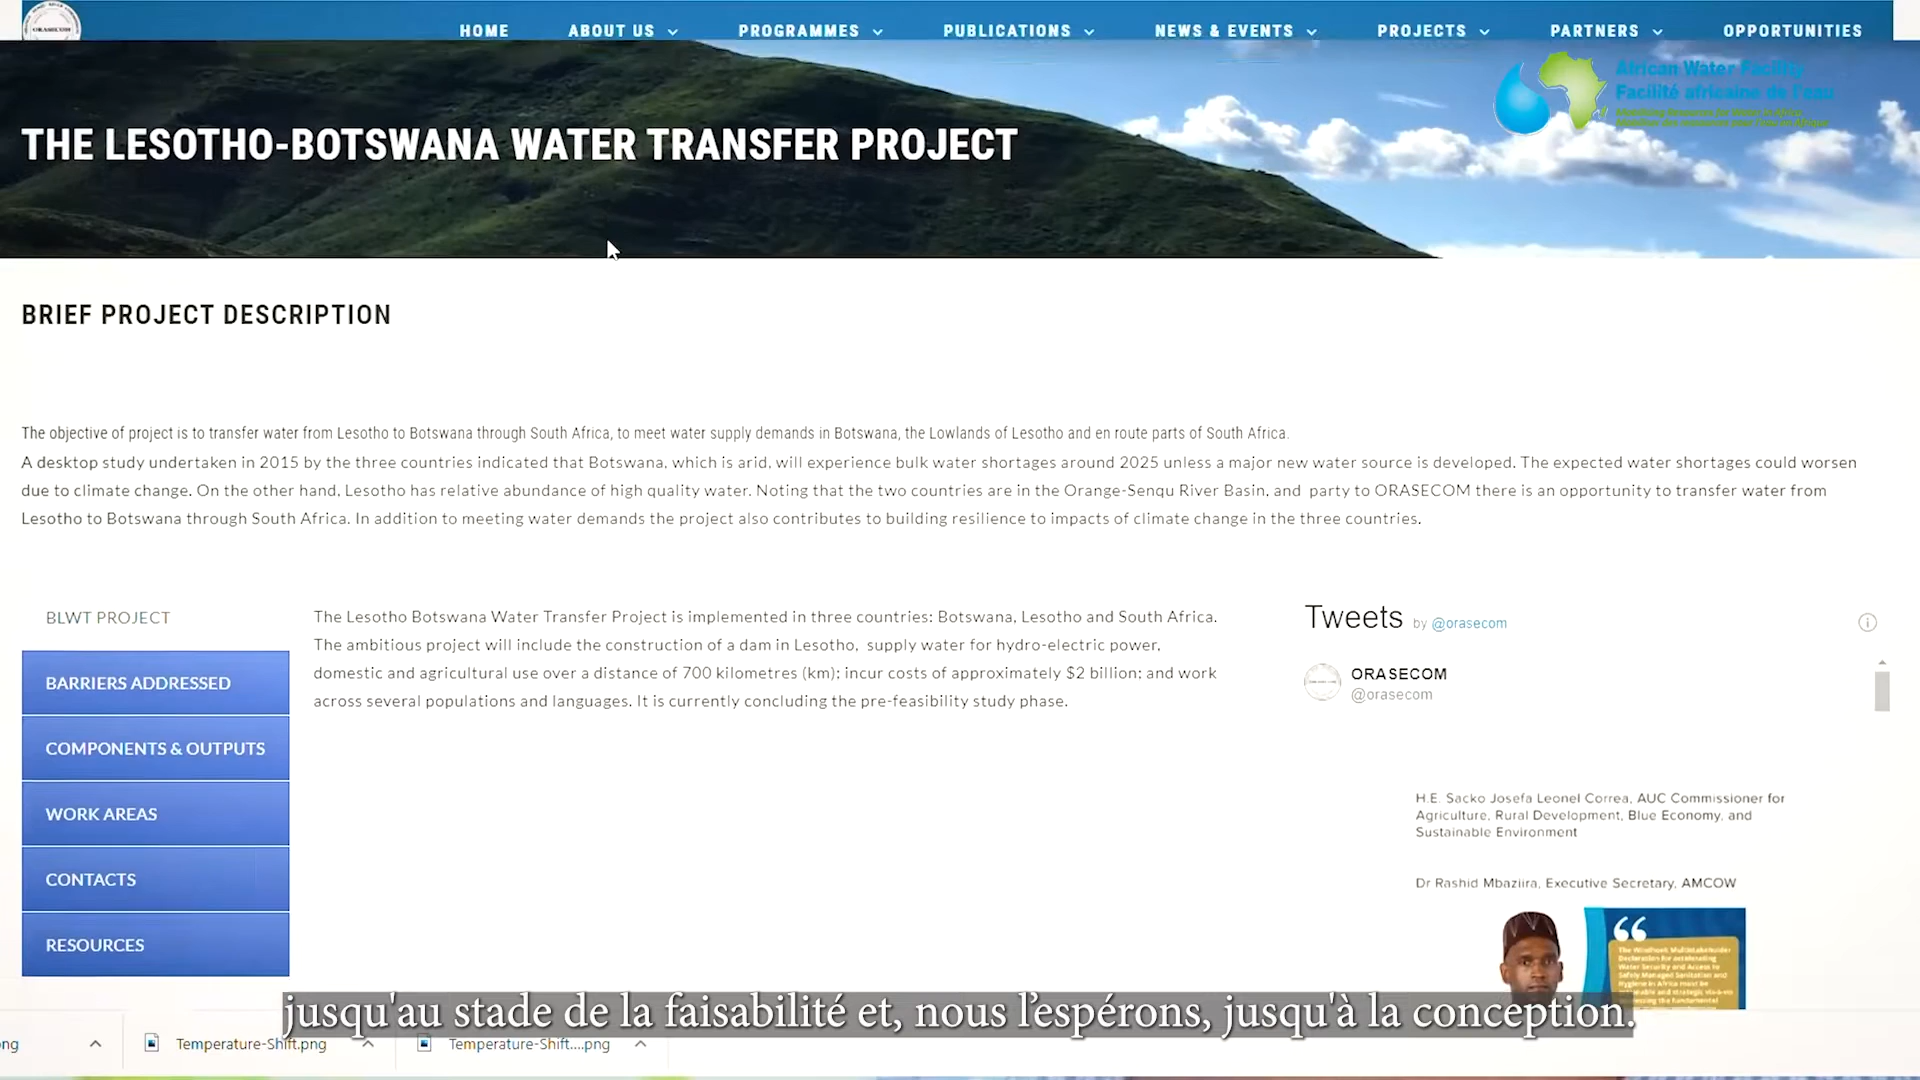 ORASECOM
HOME ABOUT US PROGRAMMES PUBLICATIONS NEWS & EVENTS PROJECTS PARTNERS OPPORTUNITIES
African Water Facility
Facilité africaine de l'eau
THE LESOTHO-BOTSWANA WATER TRANSFER PROJECT
BRIEF PROJECT DESCRIPTION
The objective of project is to transfer water from Lesotho to Botswana through South Africa, to meet water supply demands in Botswana, the Lowlands of Lesotho and en route parts of South Africa.
A desktop study undertaken in 2015 by the three countries indicated that Botswana, which is arid, will experience bulk water shortages around 2025 unless a major new water source is developed. The expected water shortages could worsen
due to climate change. On the other hand, Lesotho has relative abundance of high quality water. Noting that the two countries are in the Orange-Senqu River Basin, and party to ORASECOM there is an opportunity to transfer water from
Lesotho to Botswana through South Africa. In addition to meeting water demands the project also contributes to building resilience to impacts of climate change in the three countries.
BLWT PROJECT
BARRIERS ADDRESSED
COMPONENTS & OUTPUTS
WORK AREAS
CONTACTS
RESOURCES
The Lesotho Botswana Water Transfer Project is implemented in three countries: Botswana, Lesotho and South Africa.
The ambitious project will include the construction of a dam in Lesotho, supply water for hydro-electric power,
domestic and agricultural use over a distance of 700 kilometres (km); incur costs of approximately $2 billion; and work
across several populations and languages. It is currently concluding the pre-feasibility study phase.
Tweets by @orasecom
ORASECOM
@orasecom
H.E. Sacko Josefa Leonel Correa, AUC Commissioner for
Agriculture, Rural Development, Blue Economy, and
Sustainable Environment
Dr Rashid Mbaziira, Executive Secretary, AMCOW
jusqu'au stade de la faisabilité et, nous l'espérons, jusqu'à la conception.
ng Temperature-Shift.png Temperature-Shift....png